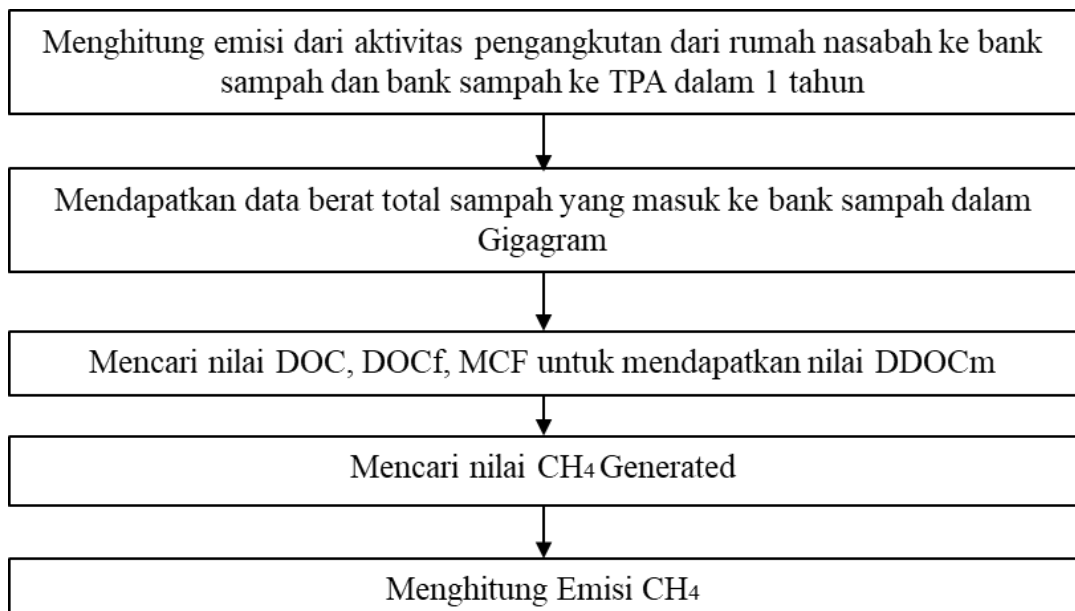 Menghitung emisi dari aktivitas pengangkutan dari rumah nasabah ke bank
sampah dan bank sampah ke TPA dalam 1 tahun
Mendapatkan data berat total sampah yang masuk ke bank sampah dalam
Gigagram
Mencari nilai DOC, DOCf, MCF untuk mendapatkan nilai DDOCm
Mencari nilai CH₄ Generated
Menghitung Emisi CH₄